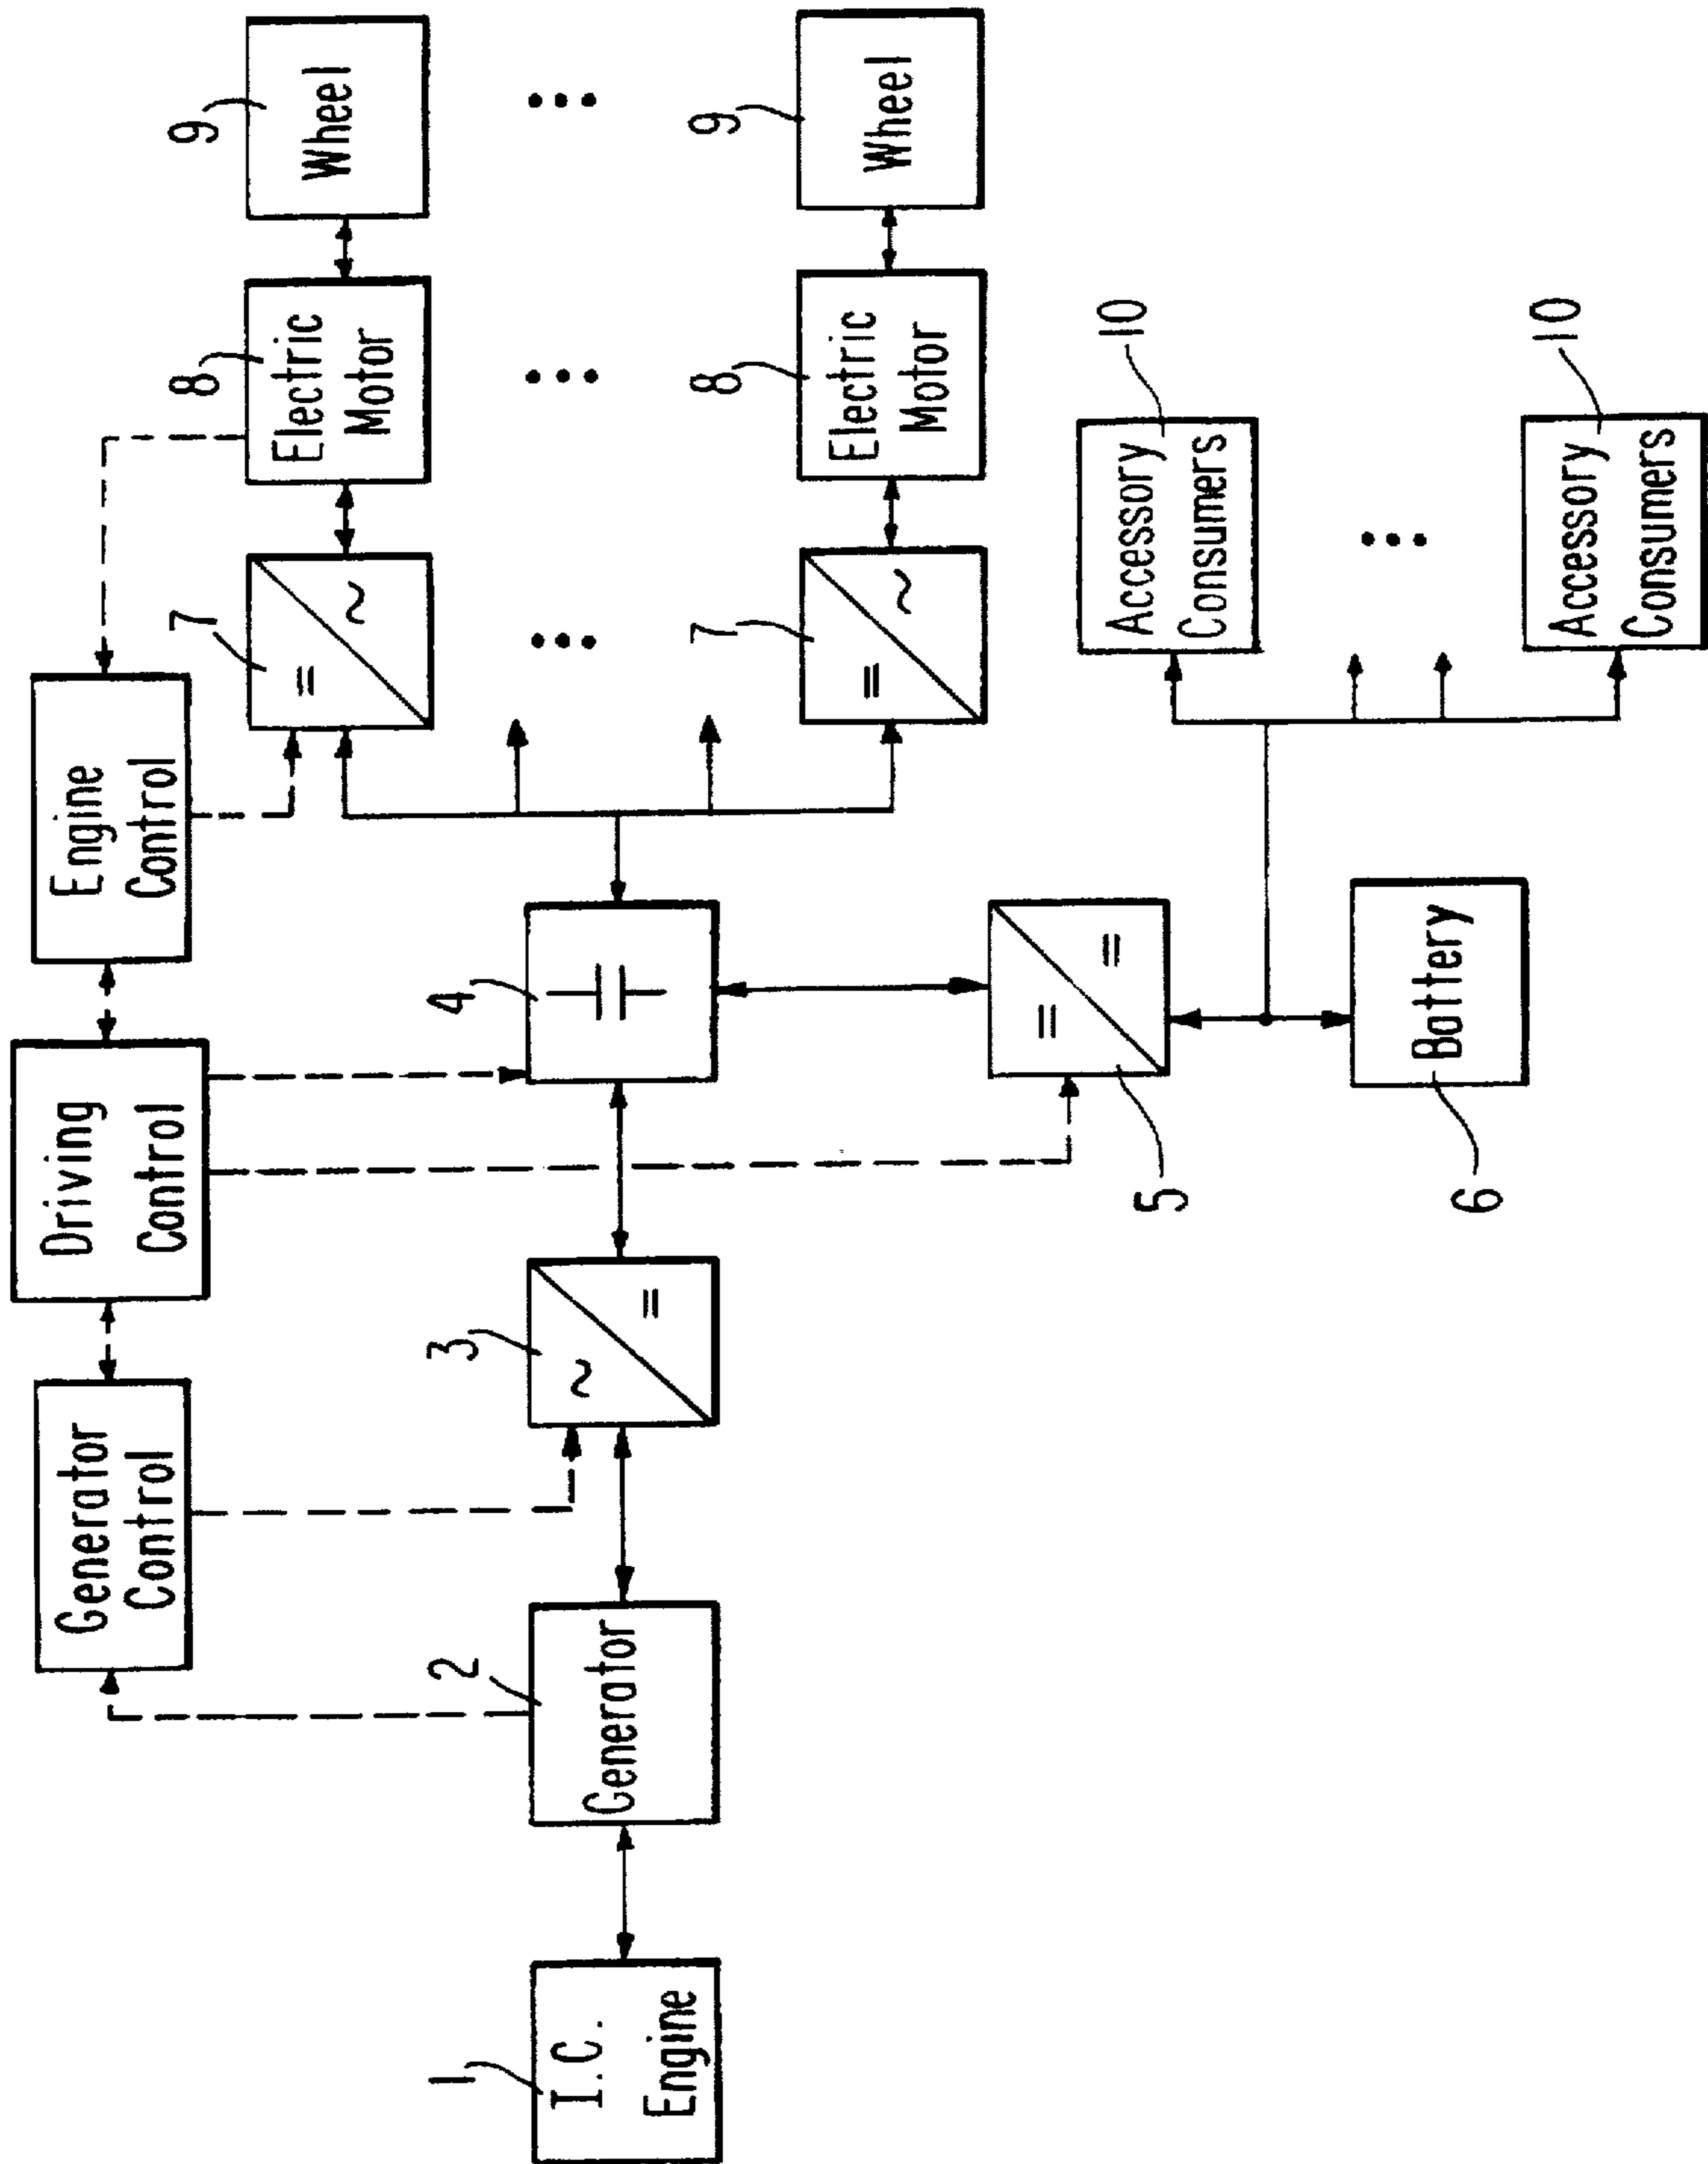 Generator
Control
Driving
Control
Engine
Control
1
I.C.
Engine
2
Generator
3
~
=
4
7
=
~
8
Electric
Motor
9
Wheel
7
=
~
8
Electric
Motor
9
Wheel
5
=
=
6
Battery
10
Accessory
Consumers
10
Accessory
Consumers